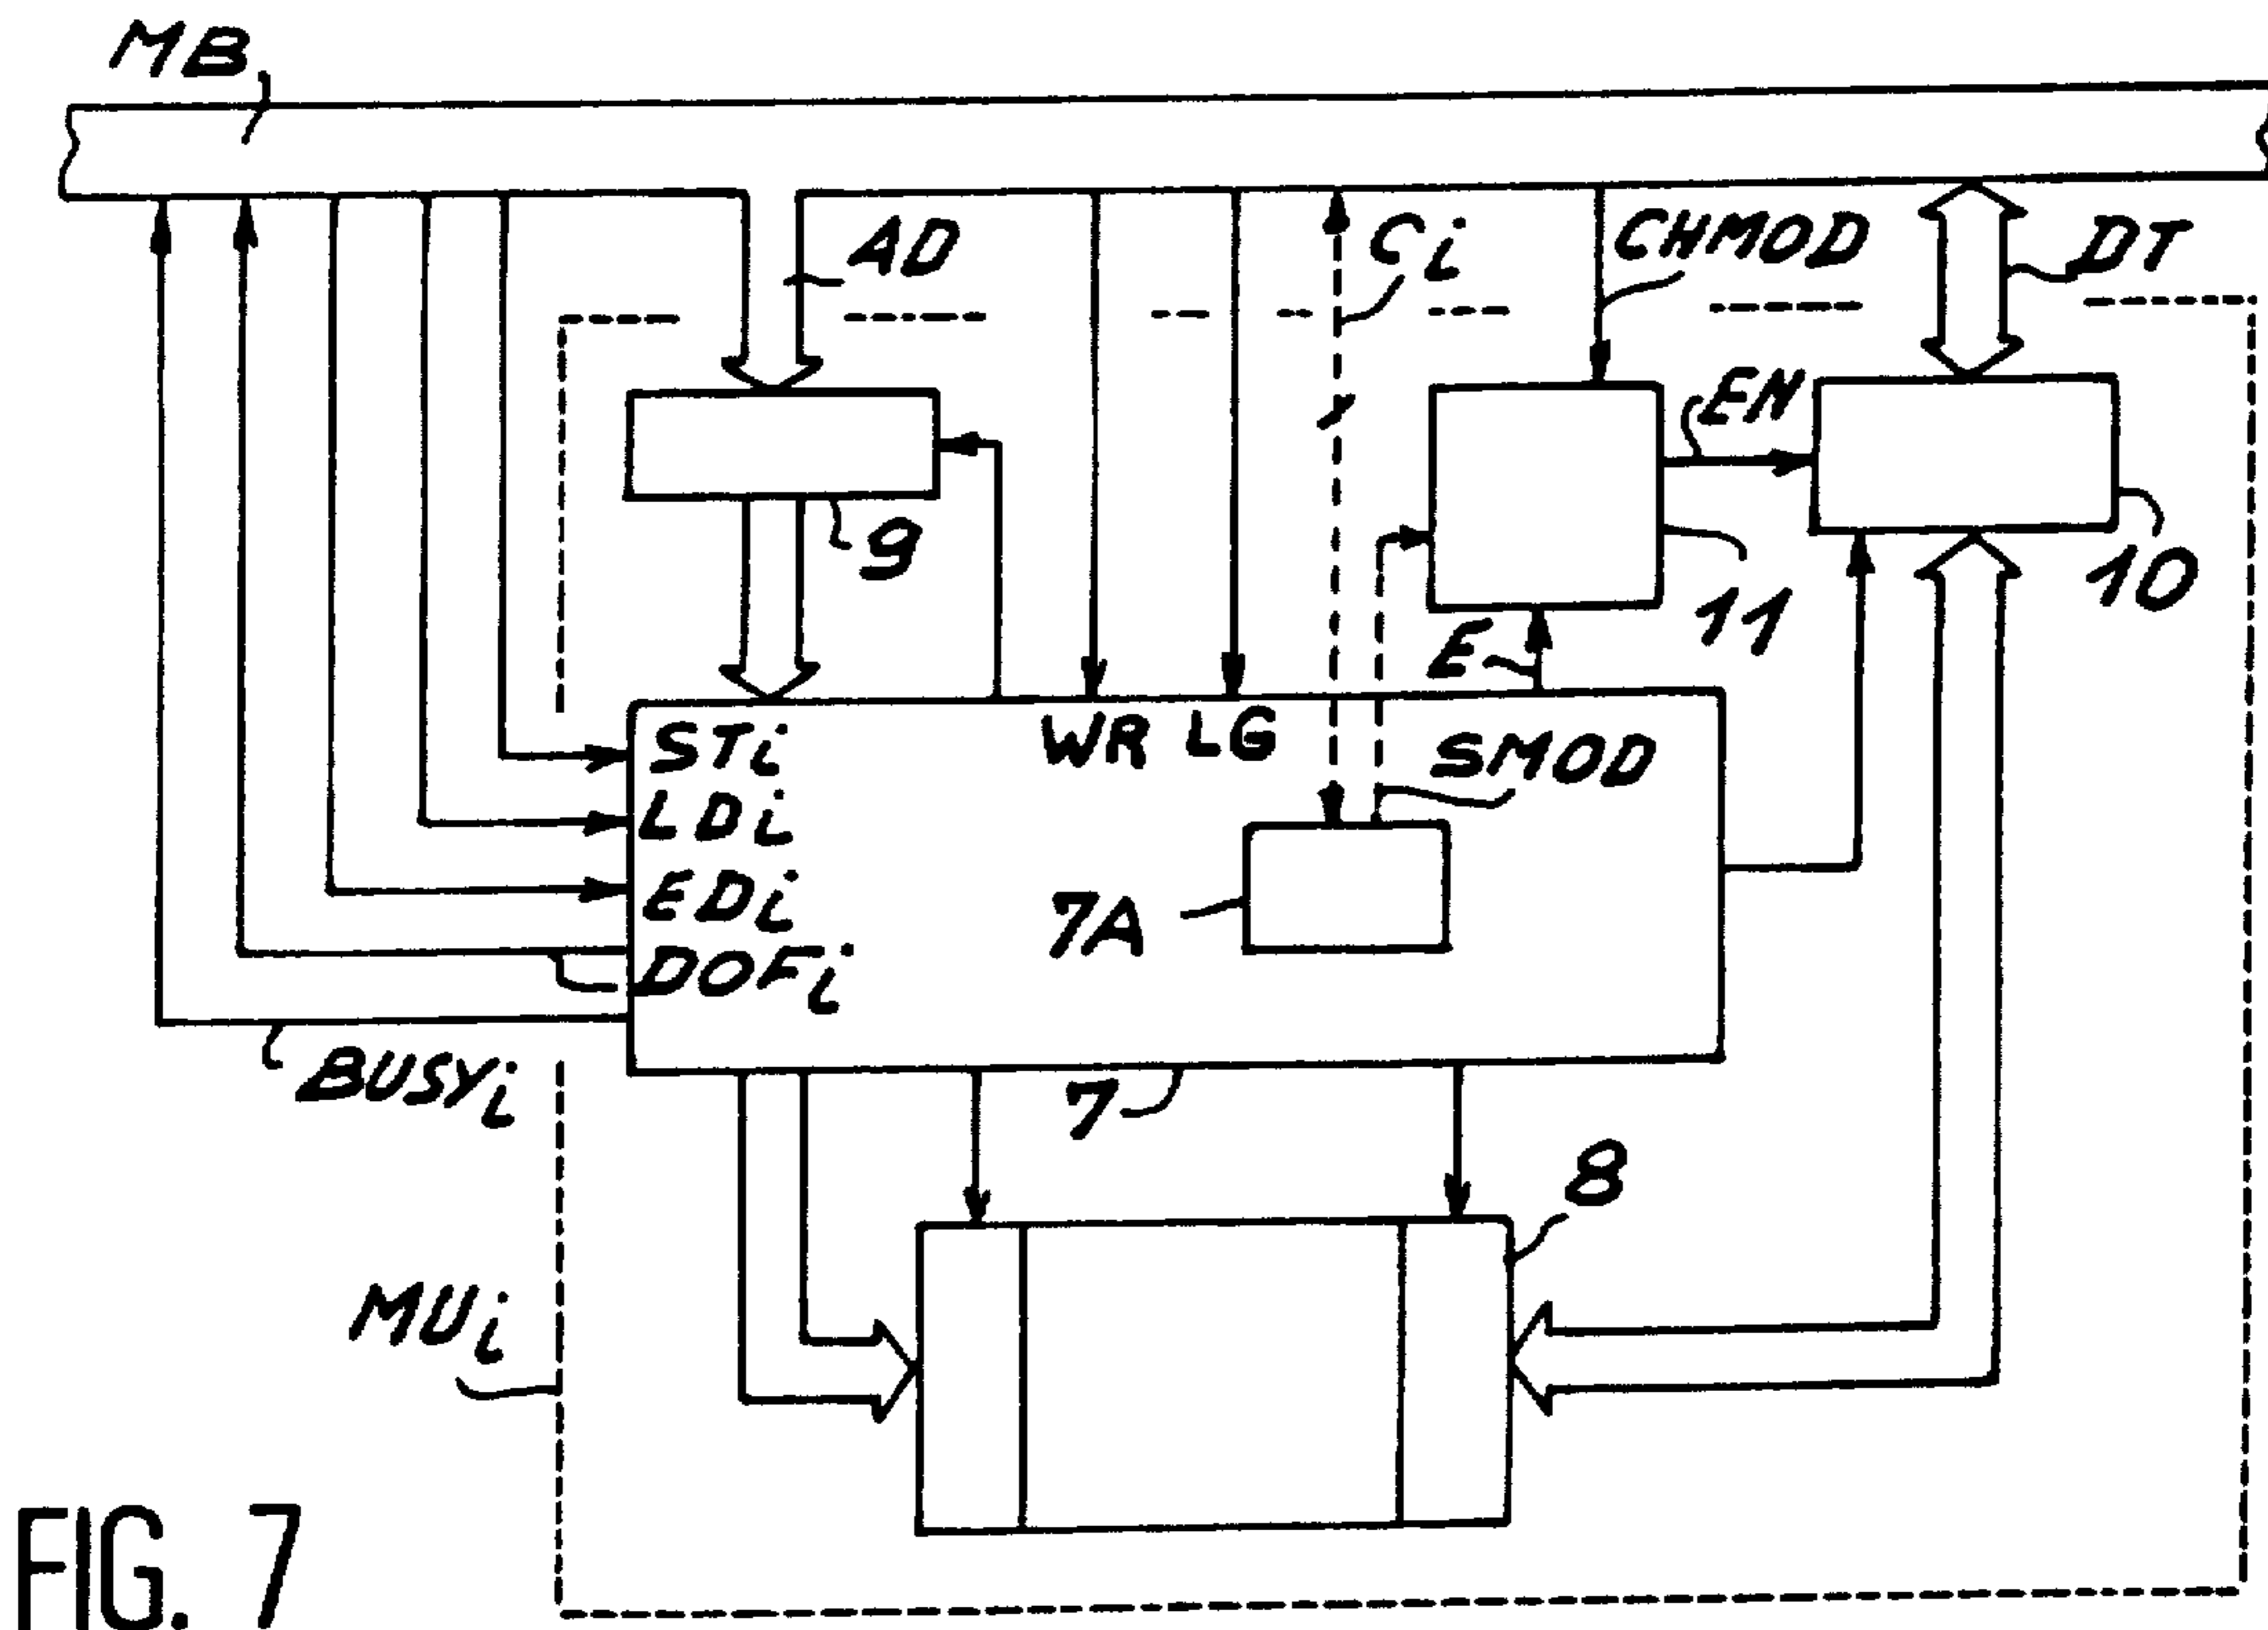 MB
AD
Ci
CHMOD
DT
EN
9
10
11
E
STi
WR LG
SMOD
LDi
EDi
7A
DOFi
BUSYi
7
8
MUi
FIG. 7